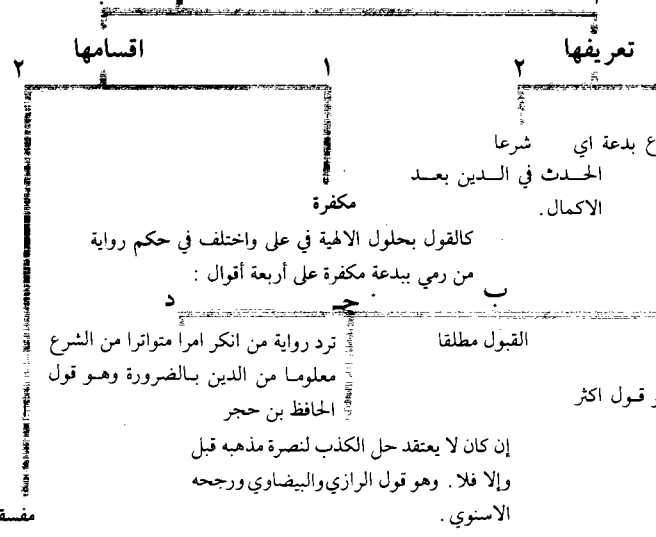 تعريفها
اقسامها
٢
١
٢
ع بدعة اي شرعا
الحدث في الدين بعد
الاكمال .
مكفرة
كالقول بحلول الالهية في على واختلف في حكم رواية
من رمي ببدعة مكفرة على أربعة أقوال :
ب
جـ
د
القبول مطلقا
ترد رواية من انكر امرا متواترا من الشرع
معلوما من الدين بالضرورة وهو قول
الحافظ بن حجر
قول اكثر
إن كان لا يعتقد حل الكذب لنصرة مذهبه قبل
وإلا فلا . وهو قول الرازي والبيضاوي ورجحه
الاسنوي .
مفسق